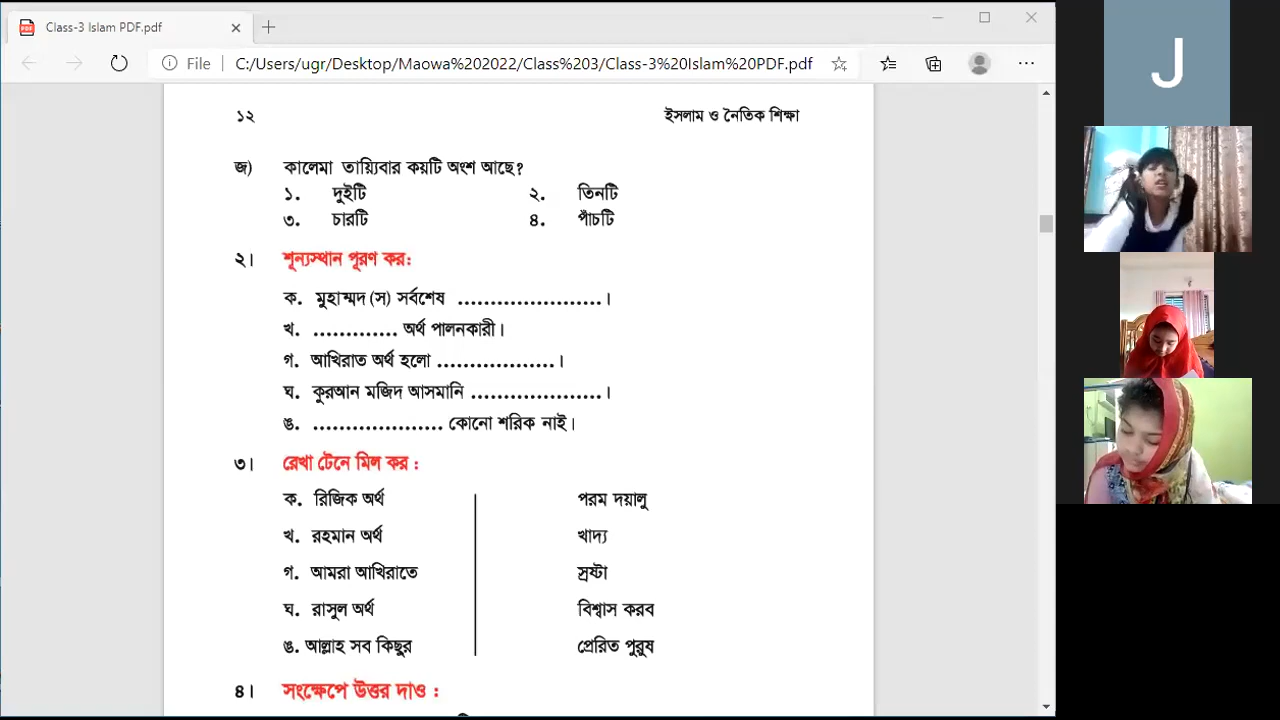 Class-3 Islam PDF.pdf
File C:/Users/ugr/Desktop/Maowa%202022/Class%203/Class-3%20Islam%20PDF.pdf
J
১২ ইসলাম ও নৈতিক শিক্ষা
জ) কালেমা তায়্যিবার কয়টি অংশ আছে?
১. দুইটি ২. তিনটি
৩. চারটি ৪. পাঁচটি
২। শূন্যস্থান পূরণ কর:
ক. মুহাম্মদ (স) সর্বশেষ ......................।
খ. ............. অর্থ পালনকারী।
গ. আখিরাত অর্থ হলো ..................।
ঘ. কুরআন মজিদ আসমানি ....................।
ঙ. .................... কোনো শরিক নাই।
৩। রেখা টেনে মিল কর :
ক. রিজিক অর্থ পরম দয়ালু
খ. রহমান অর্থ খাদ্য
গ. আমরা আখিরাতে স্রষ্টা
ঘ. রাসুল অর্থ বিশ্বাস করব
ঙ. আল্লাহ সব কিছুর প্রেরিত পুরুষ
৪। সংক্ষেপে উত্তর দাও :